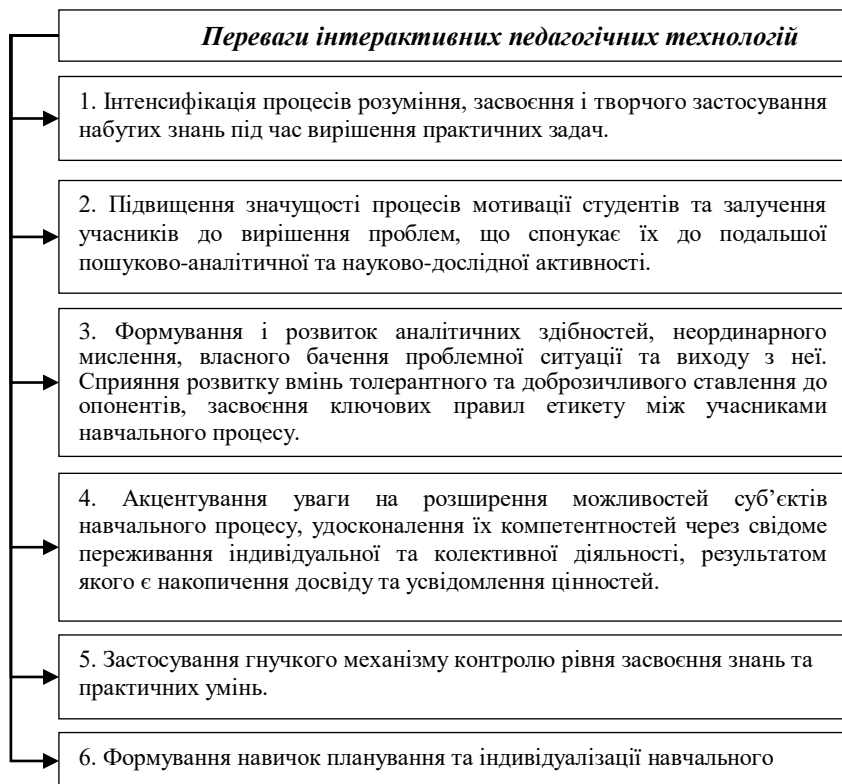 Переваги інтерактивних педагогічних технологій
1. Інтенсифікація процесів розуміння, засвоєння і творчого застосування
набутих знань під час вирішення практичних задач.
2. Підвищення значущості процесів мотивації студентів та залучення
учасників до вирішення проблем, що спонукає їх до подальшої
пошуково-аналітичної та науково-дослідної активності.
3. Формування і розвиток аналітичних здібностей, неординарного
мислення, власного бачення проблемної ситуації та виходу з неї.
Сприяння розвитку вмінь толерантного та доброзичливого ставлення до
опонентів, засвоєння ключових правил етикету між учасниками
навчального процесу.
4. Акцентування уваги на розширення можливостей суб’єктів
навчального процесу, удосконалення їх компетентностей через свідоме
переживання індивідуальної та колективної діяльності, результатом
якого є накопичення досвіду та усвідомлення цінностей.
5. Застосування гнучкого механізму контролю рівня засвоєння знань та
практичних умінь.
6. Формування навичок планування та індивідуалізації навчального